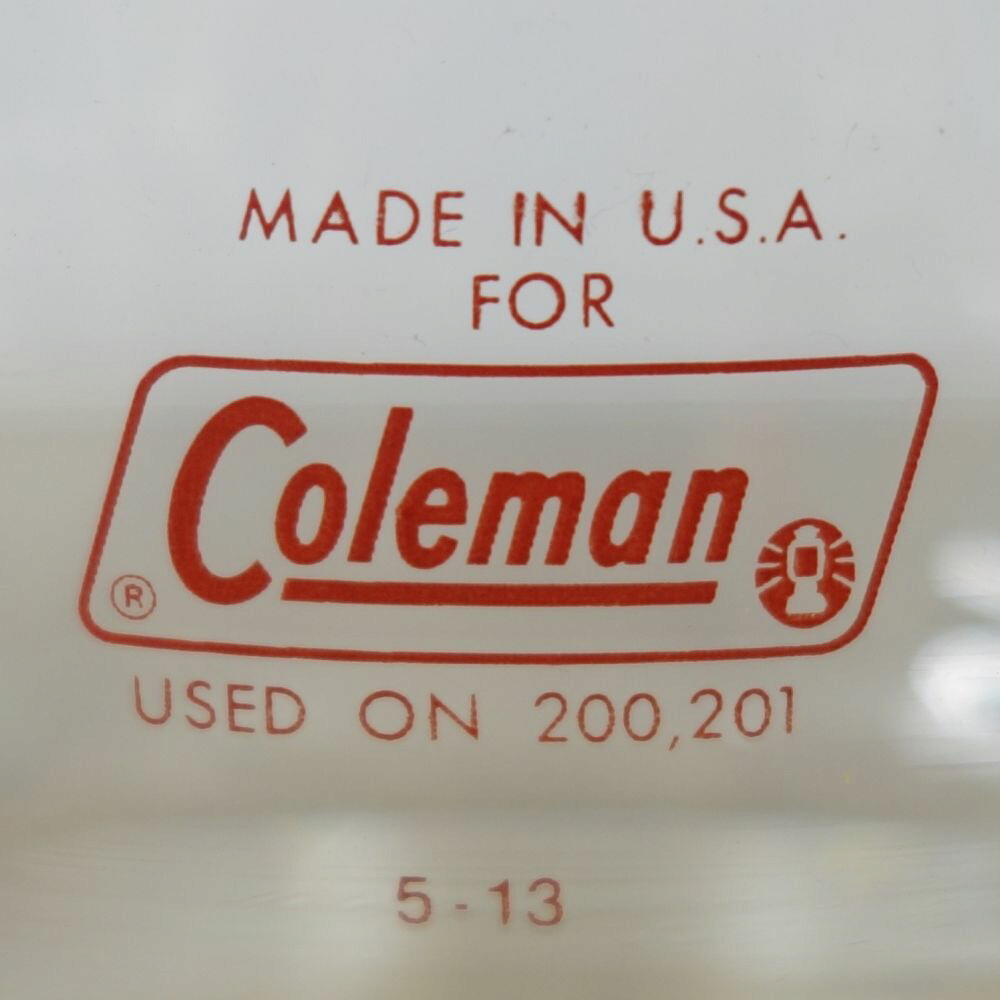 MADE IN U.S.A.
FOR
Coleman
®
USED ON 200,201
5-13